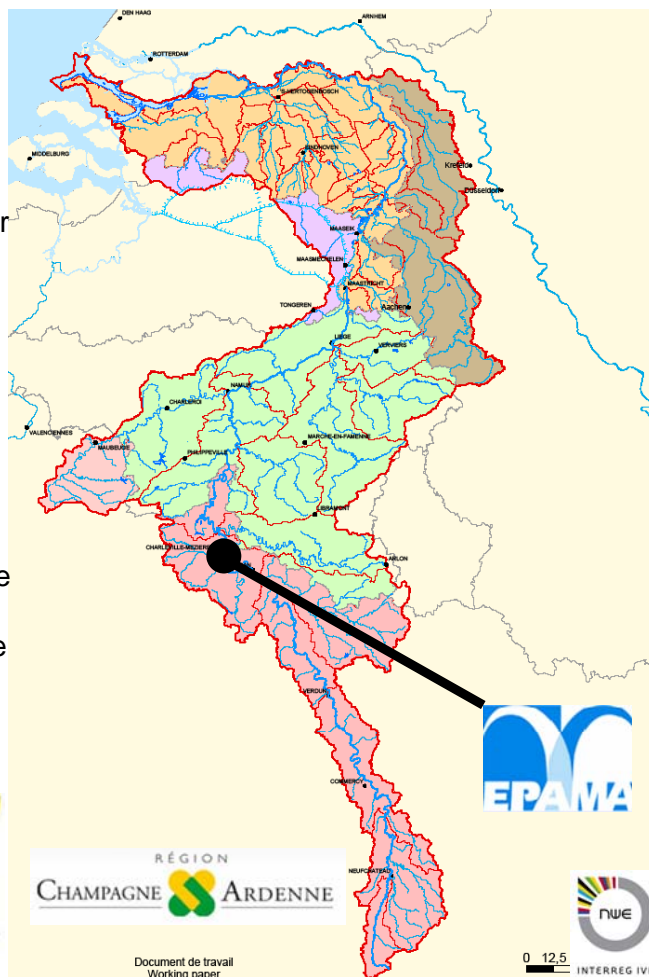 DEN HAAG
ARNHEM
ROTTERDAM
'S-HERTOGENBOSCH
MIDDELBURG
EINDHOVEN
Krefeld
Düsseldorf
r
MAASEIK
MAASMECHELEN
MAASTRICHT
TONGEREN
Aachen
LIEGE
VERVIERS
NAMUR
CHARLEROI
VALENCIENNES
MAUBEUGE
MARCHE-EN-FAMENNE
PHILIPPEVILLE
LIBRAMONT
CHARLEVILLE-MEZIERES
ARLON
e
e
VERDUN
EPAMA
COMMERCY
RÉGION
CHAMPAGNE ARDENNE
NEUFCHATEAU
nwe
0 12,5
INTERREG IV
Document de travail
Working paper